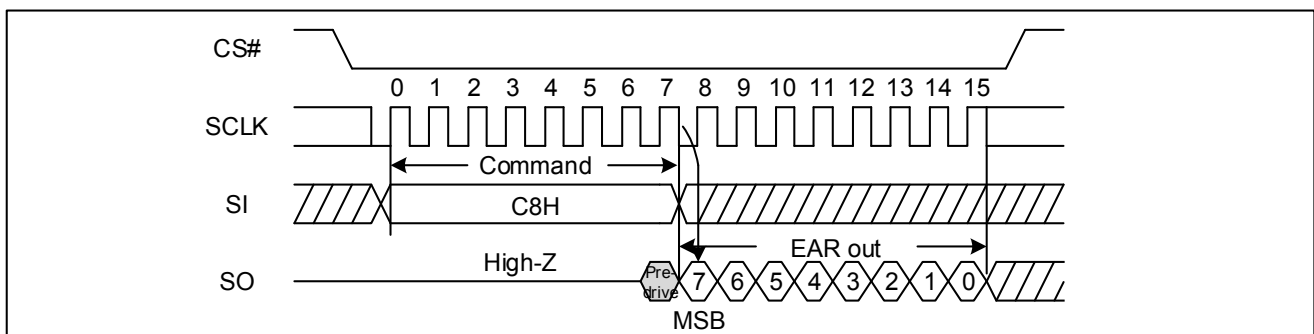 CS#
0 1 2 3 4 5 6 7 8 9 10 11 12 13 14 15
SCLK
Command
SI
C8H
EAR out
High-Z
SO
Pre-
drive
7 6 5 4 3 2 1 0
MSB